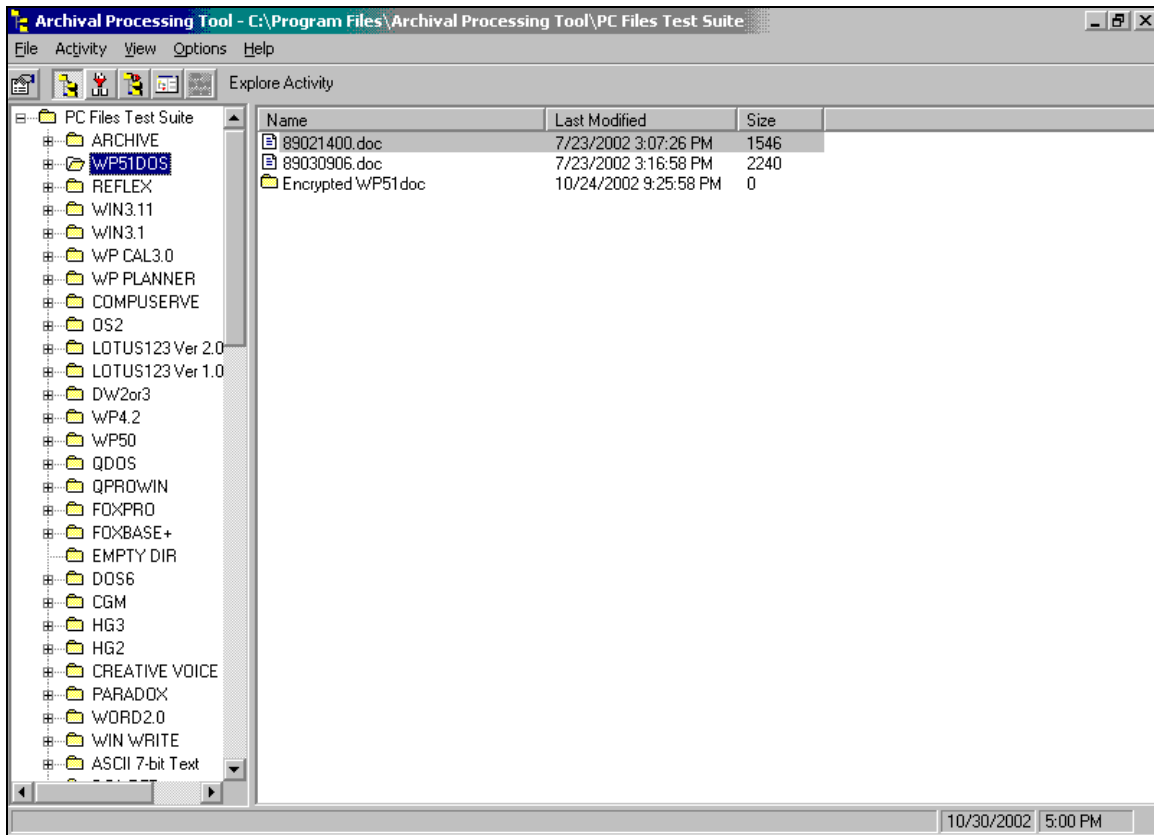 Archival Processing Tool - C:\Program Files\Archival Processing Tool\PC Files Test Suite
File Activity View Options Help
Explore Activity
PC Files Test Suite
ARCHIVE
WP51DOS
REFLEX
WIN3.11
WIN3.1
WP CAL3.0
WP PLANNER
COMPUSERVE
OS2
LOTUS123 Ver 2.0
LOTUS123 Ver 1.0
DW2or3
WP4.2
WP50
QDOS
QPROWIN
FOXPRO
FOXBASE+
EMPTY DIR
DOS6
CGM
HG3
HG2
CREATIVE VOICE
PARADOX
WORD2.0
WIN WRITE
ASCII 7-bit Text
Name Last Modified Size
89021400.doc 7/23/2002 3:07:26 PM 1546
89030906.doc 7/23/2002 3:16:58 PM 2240
Encrypted WP51doc 10/24/2002 9:25:58 PM 0
10/30/2002 5:00 PM